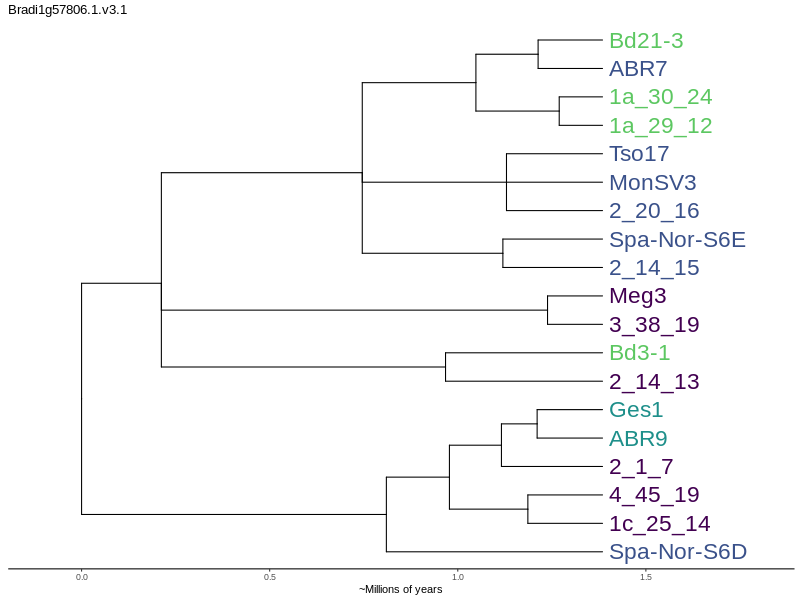 Bradi1g57806.1.v3.1
Bd21-3
ABR7
1a_30_24
1a_29_12
Tso17
MonSV3
2_20_16
Spa-Nor-S6E
2_14_15
Meg3
3_38_19
Bd3-1
2_14_13
Ges1
ABR9
2_1_7
4_45_19
1c_25_14
Spa-Nor-S6D
0.0 0.5 1.0 1.5
~Millions of years